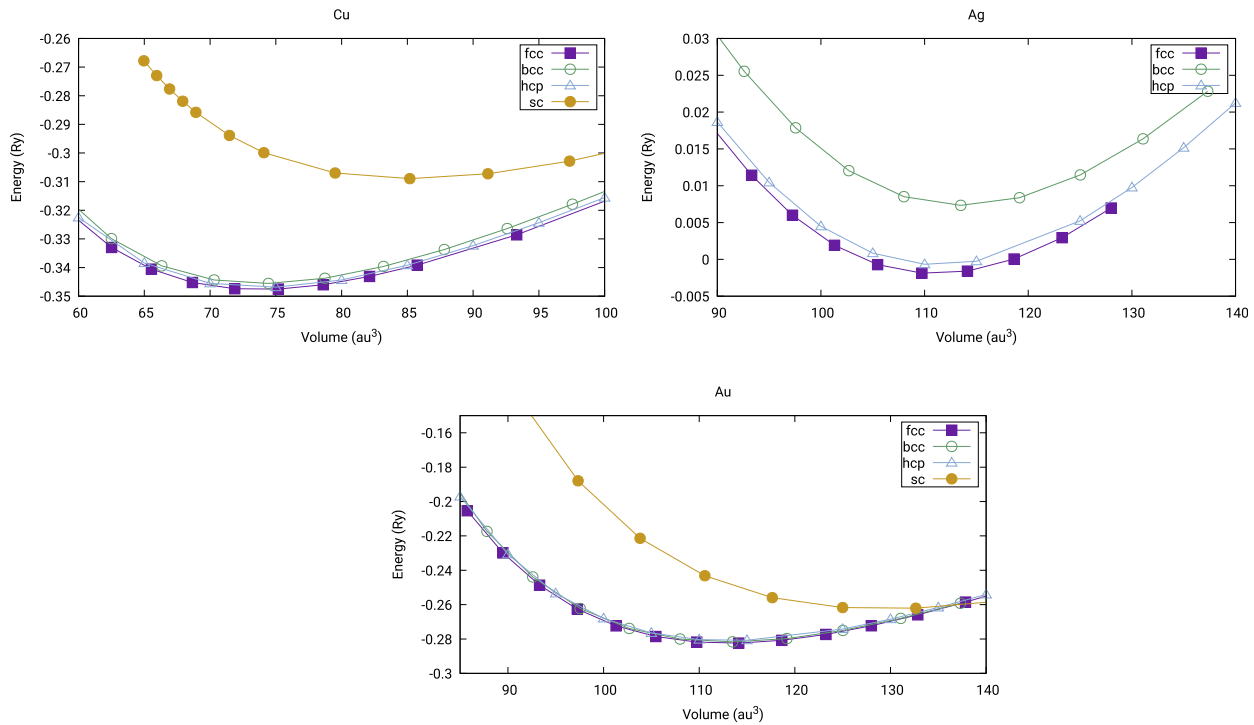 Cu
Energy (Ry)
-0.26
-0.27
-0.28
-0.29
-0.3
-0.31
-0.32
-0.33
-0.34
-0.35
60 65 70 75 80 85 90 95 100
Volume (au³)
fcc
bcc
hcp
sc
Ag
Energy (Ry)
0.03
0.025
0.02
0.015
0.01
0.005
0
-0.005
90 100 110 120 130 140
Volume (au³)
fcc
bcc
hcp
Au
Energy (Ry)
-0.16
-0.18
-0.2
-0.22
-0.24
-0.26
-0.28
-0.3
90 100 110 120 130 140
Volume (au³)
fcc
bcc
hcp
sc